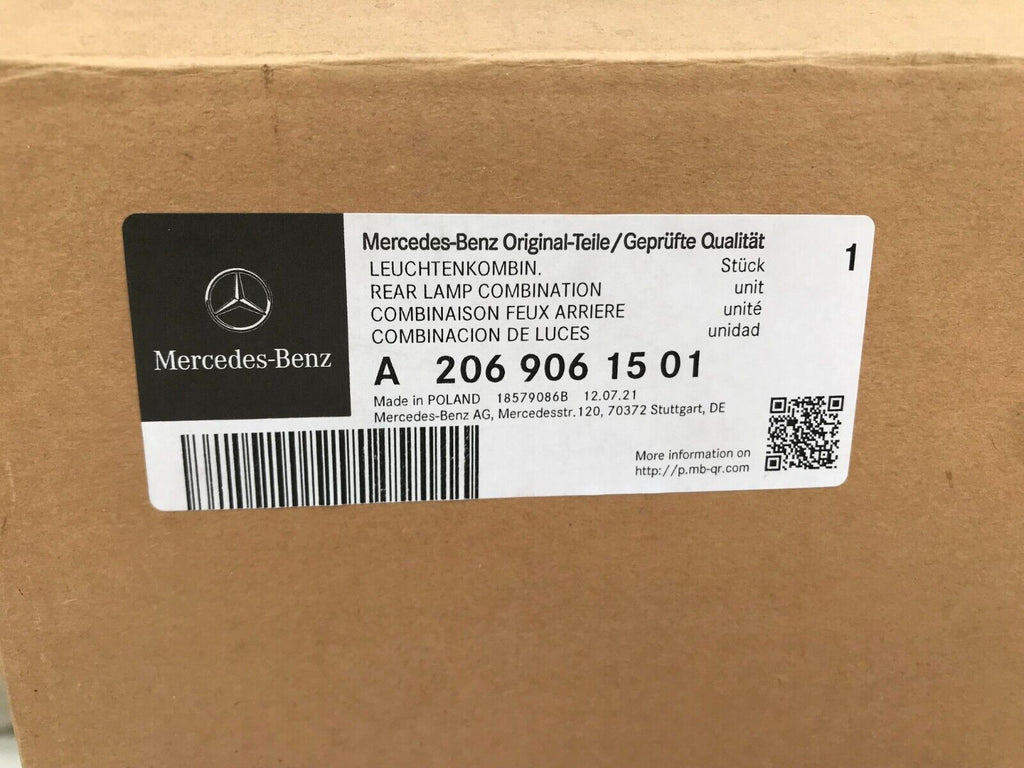 Mercedes-Benz
Mercedes-Benz Original-Teile/Geprüfte Qualität
LEUCHTENKOMBIN. Stück 1
REAR LAMP COMBINATION unit
COMBINAISON FEUX ARRIERE unité
COMBINACION DE LUCES unidad
A 206 906 15 01
Made in POLAND 18579086B 12.07.21
Mercedes-Benz AG, Mercedesstr.120, 70372 Stuttgart, DE
More information on
http://p.mb-qr.com